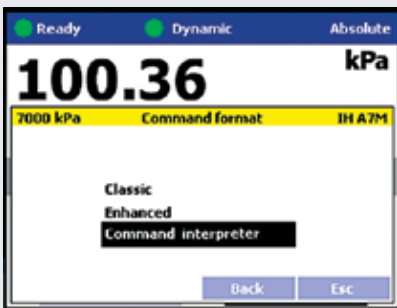 Ready Dynamic Absolute
100.36 kPa
7000 kPa Command format IH A7M
Classic
Enhanced
Command interpreter
Back Esc